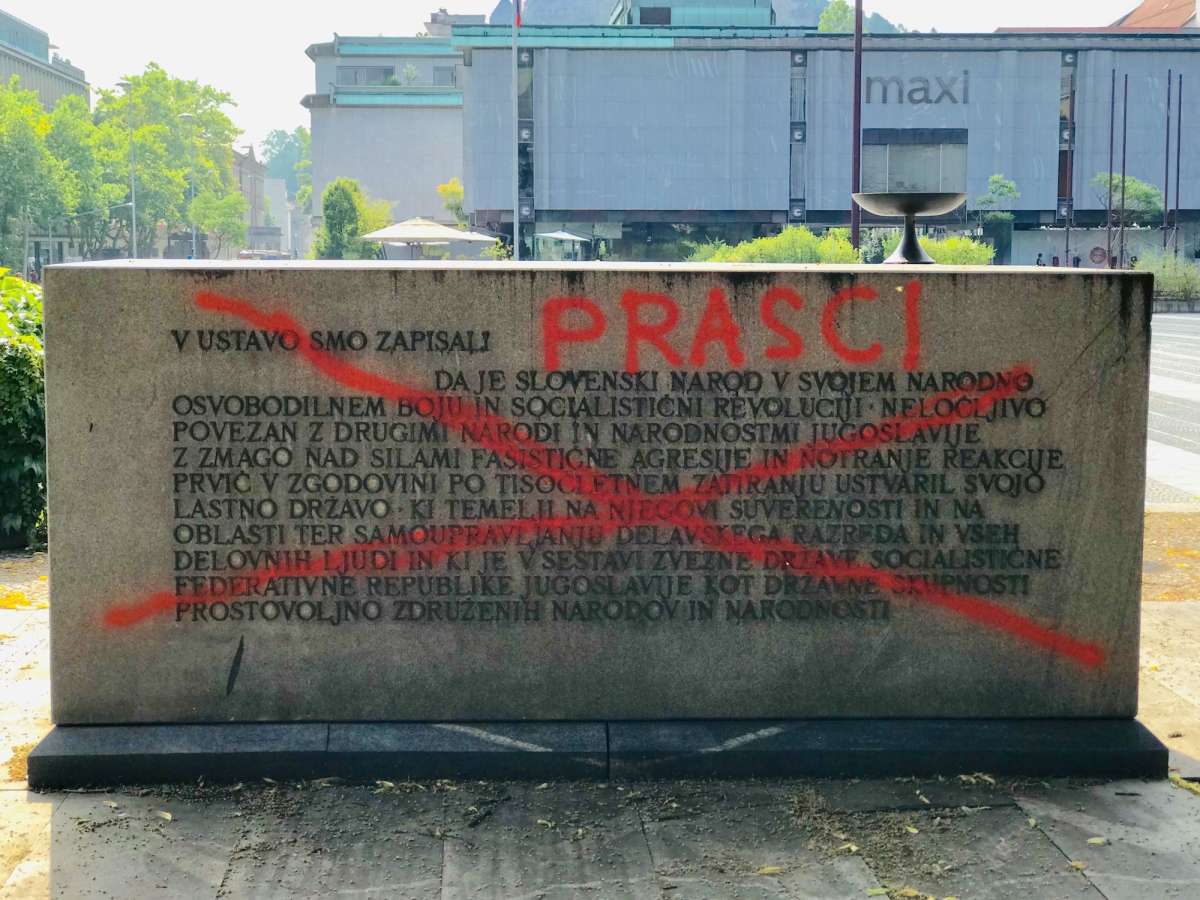 maxi
PRASCI
V USTAVO SMO ZAPISALI
DA JE SLOVENSKI NAROD V SVOJEM NARODNO
OSVOBODILNEM BOJU IN SOCIALISTIČNI REVOLUCIJI · NELOČLJIVO
POVEZAN Z DRUGIMI NARODI IN NARODNOSTMI JUGOSLAVIJE
Z ZMAGO NAD SILAMI FAŠISTIČNE AGRESIJE IN NOTRANJE REAKCIJE
PRVIČ V ZGODOVINI PO TISOČLETNEM ZATIRANJU USTVARIL SVOJO
LASTNO DRŽAVO · KI TEMELJI NA NJEGOVI SUVERENOSTI IN NA
OBLASTI TER SAMOUPRAVLJANJU DELAVSKEGA RAZREDA IN VSEH
DELOVNIH LJUDI IN KI JE V SESTAVI ZVEZNE DRŽAVE SOCIALISTIČNE
FEDERATIVNE REPUBLIKE JUGOSLAVIJE KOT DRŽAVNE SKUPNOSTI
PROSTOVOLJNO ZDRUŽENIH NARODOV IN NARODNOSTI